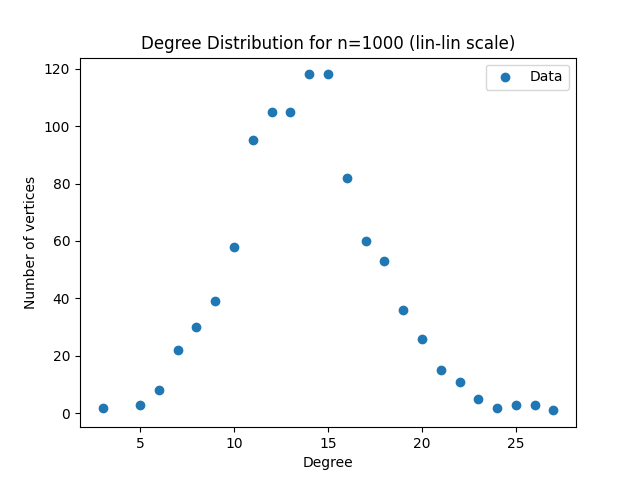 Degree Distribution for n=1000 (lin-lin scale)
Data
120
100
80
60
40
20
0
Number of vertices
5 10 15 20 25
Degree